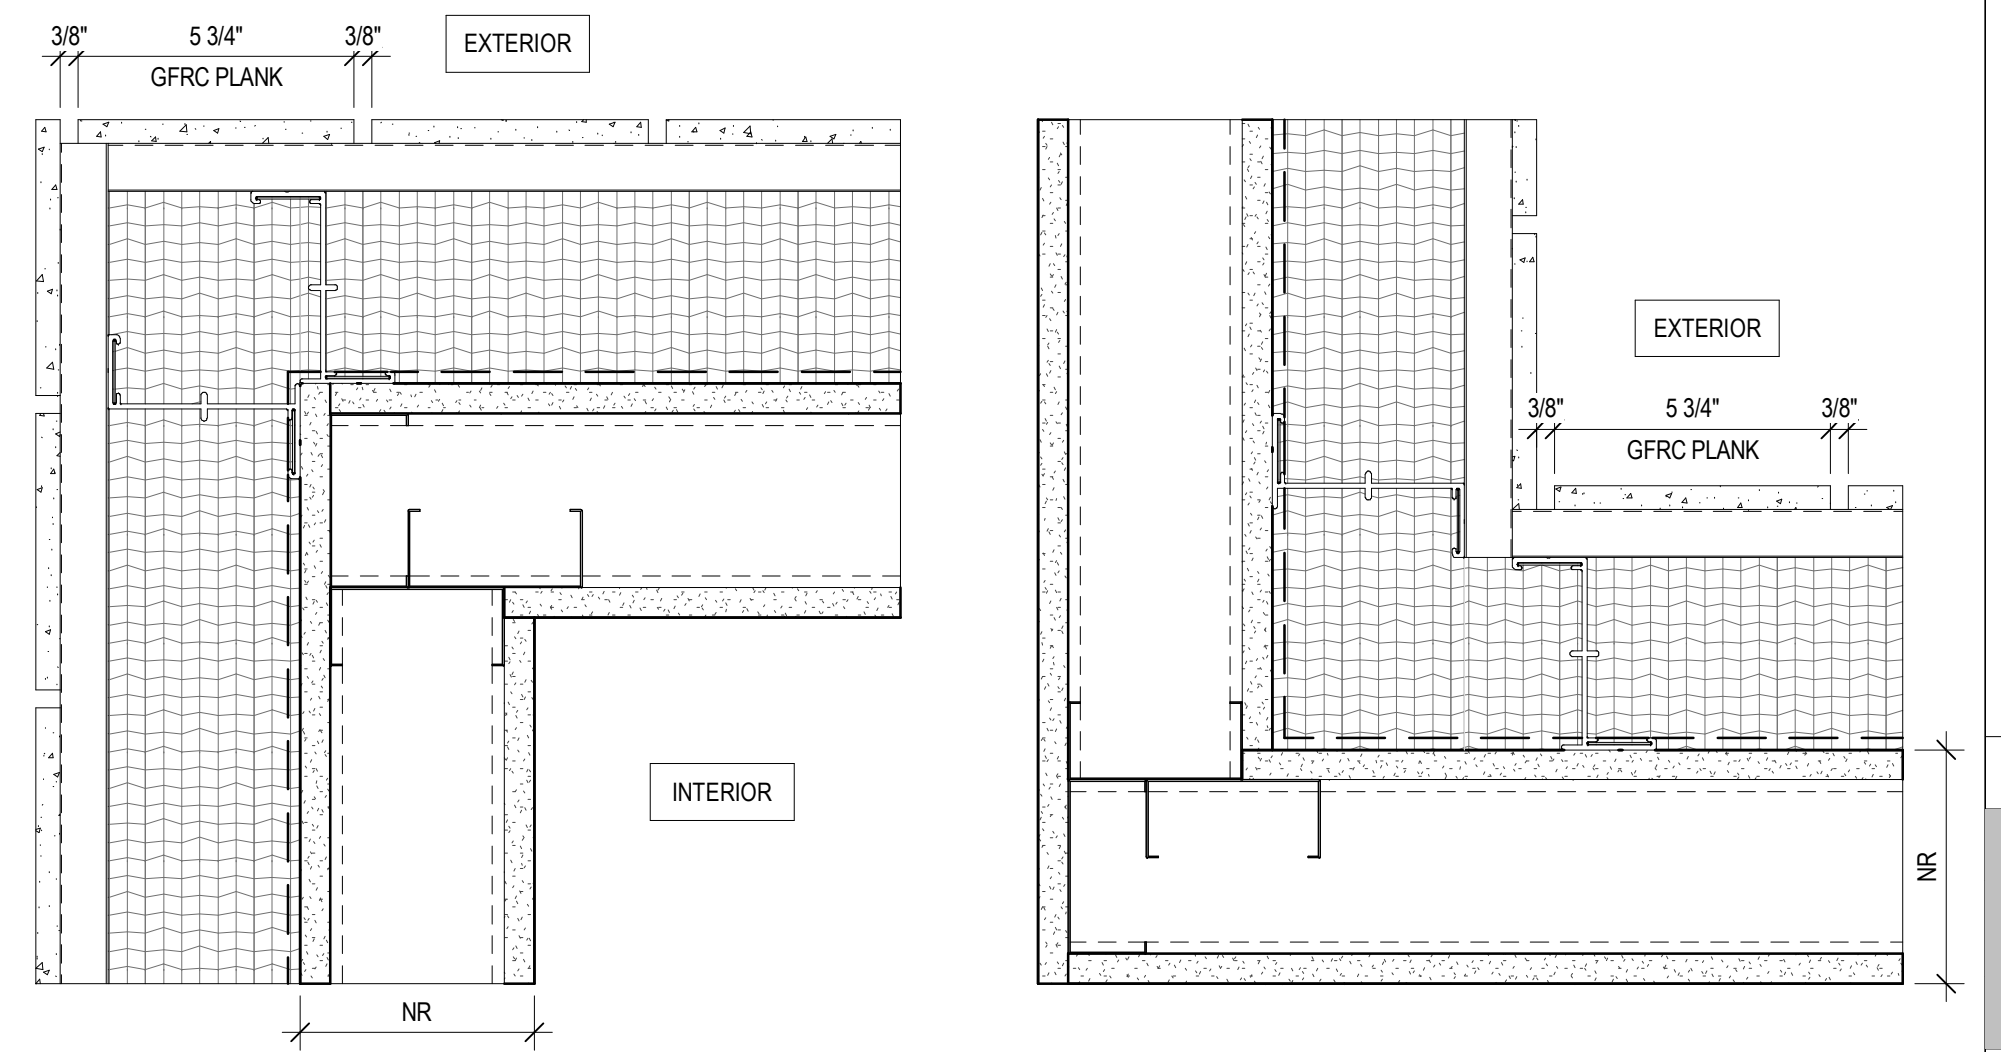 3/8" 5 3/4" 3/8"
GFRC PLANK
EXTERIOR
INTERIOR
NR
EXTERIOR
3/8" 5 3/4" 3/8"
GFRC PLANK
NR